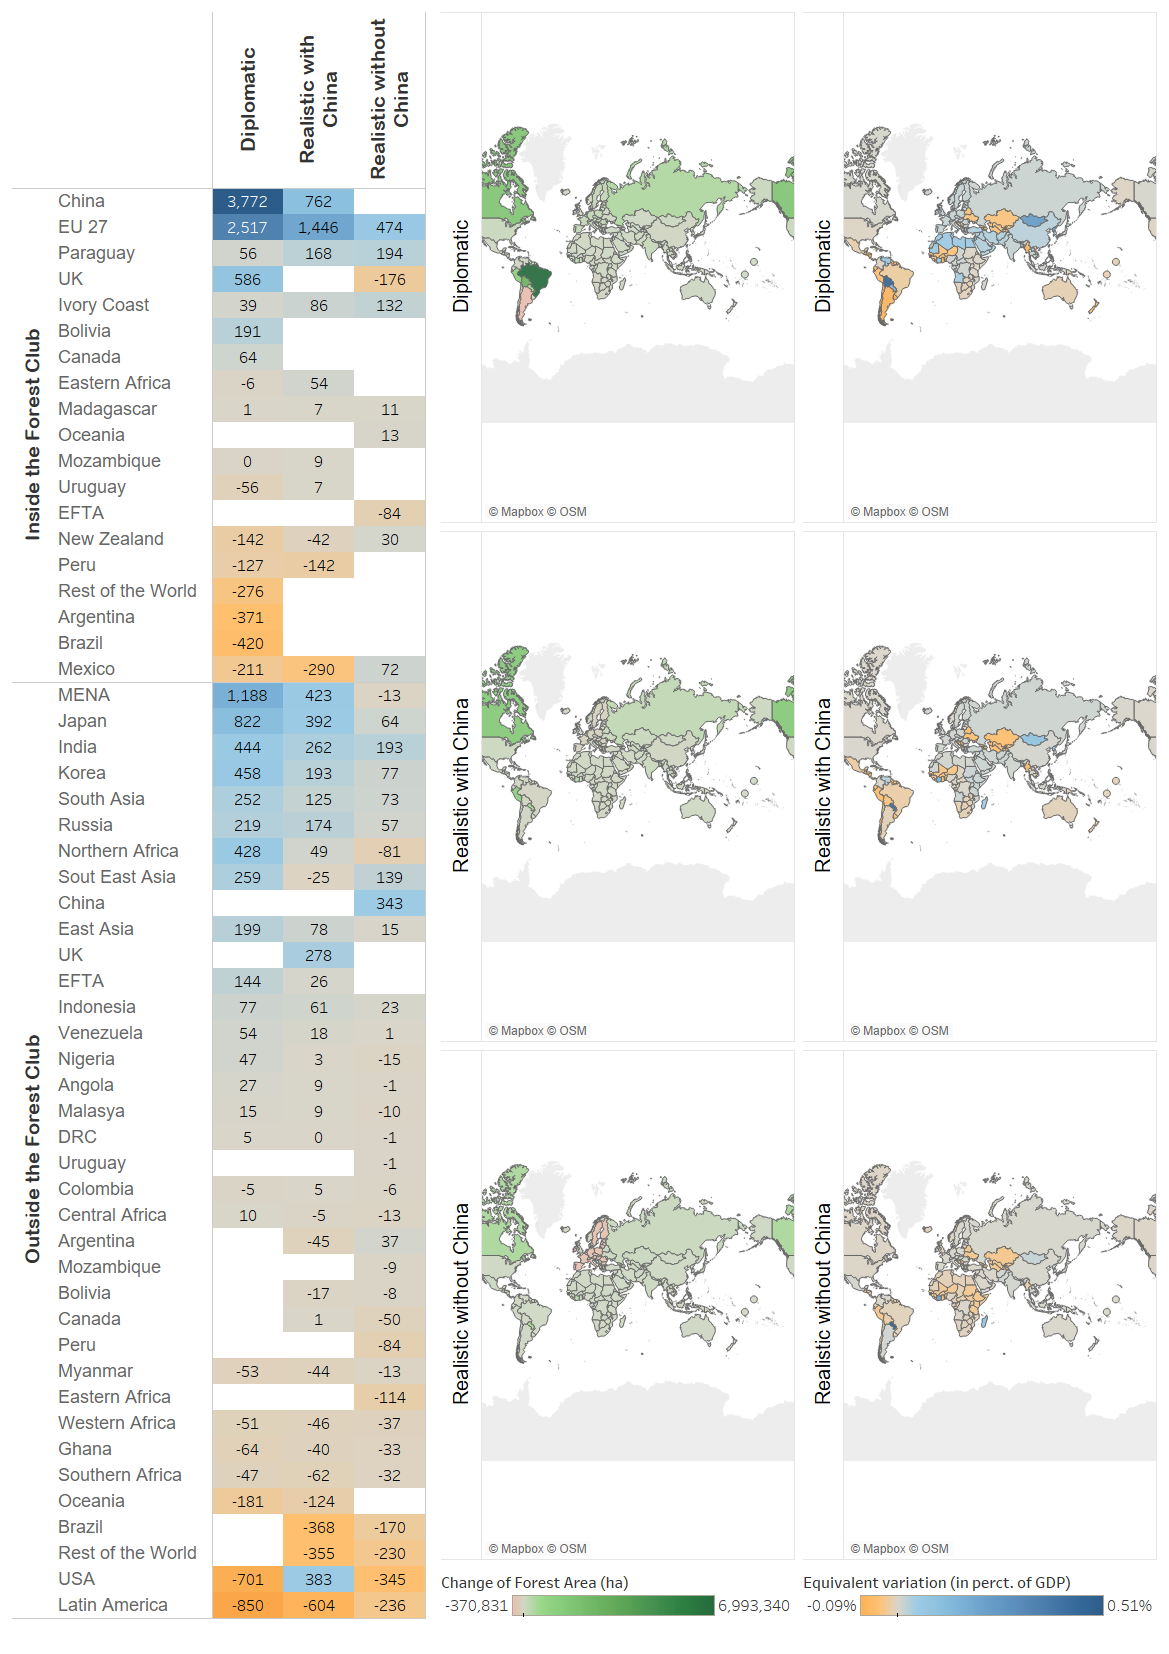 Diplomatic
Realistic with
China
Realistic without
China
Inside the Forest Club
China 3,772 762
EU 27 2,517 1,446 474
Paraguay 56 168 194
UK 586 -176
Ivory Coast 39 86 132
Bolivia 191
Canada 64
Eastern Africa -6 54
Madagascar 1 7 11
Oceania 13
Mozambique 0 9
Uruguay -56 7
EFTA -84
New Zealand -142 -42 30
Peru -127 -142
Rest of the World -276
Argentina -371
Brazil -420
Mexico -211 -290 72
Outside the Forest Club
MENA 1,188 423 -13
Japan 822 392 64
India 444 262 193
Korea 458 193 77
South Asia 252 125 73
Russia 219 174 57
Northern Africa 428 49 -81
Sout East Asia 259 -25 139
China 343
East Asia 199 78 15
UK 278
EFTA 144 26
Indonesia 77 61 23
Venezuela 54 18 1
Nigeria 47 3 -15
Angola 27 9 -1
Malasya 15 9 -10
DRC 5 0 -1
Uruguay -1
Colombia -5 5 -6
Central Africa 10 -5 -13
Argentina -45 37
Mozambique -9
Bolivia -17 -8
Canada 1 -50
Peru -84
Myanmar -53 -44 -13
Eastern Africa -114
Western Africa -51 -46 -37
Ghana -64 -40 -33
Southern Africa -47 -62 -32
Oceania -181 -124
Brazil -368 -170
Rest of the World -355 -230
USA -701 383 -345
Latin America -850 -604 -236
Diplomatic
© Mapbox © OSM
Diplomatic
© Mapbox © OSM
Realistic with China
© Mapbox © OSM
Realistic with China
© Mapbox © OSM
Realistic without China
© Mapbox © OSM
Realistic without China
© Mapbox © OSM
Change of Forest Area (ha)
-370,831 6,993,340
Equivalent variation (in perct. of GDP)
-0.09% 0.51%